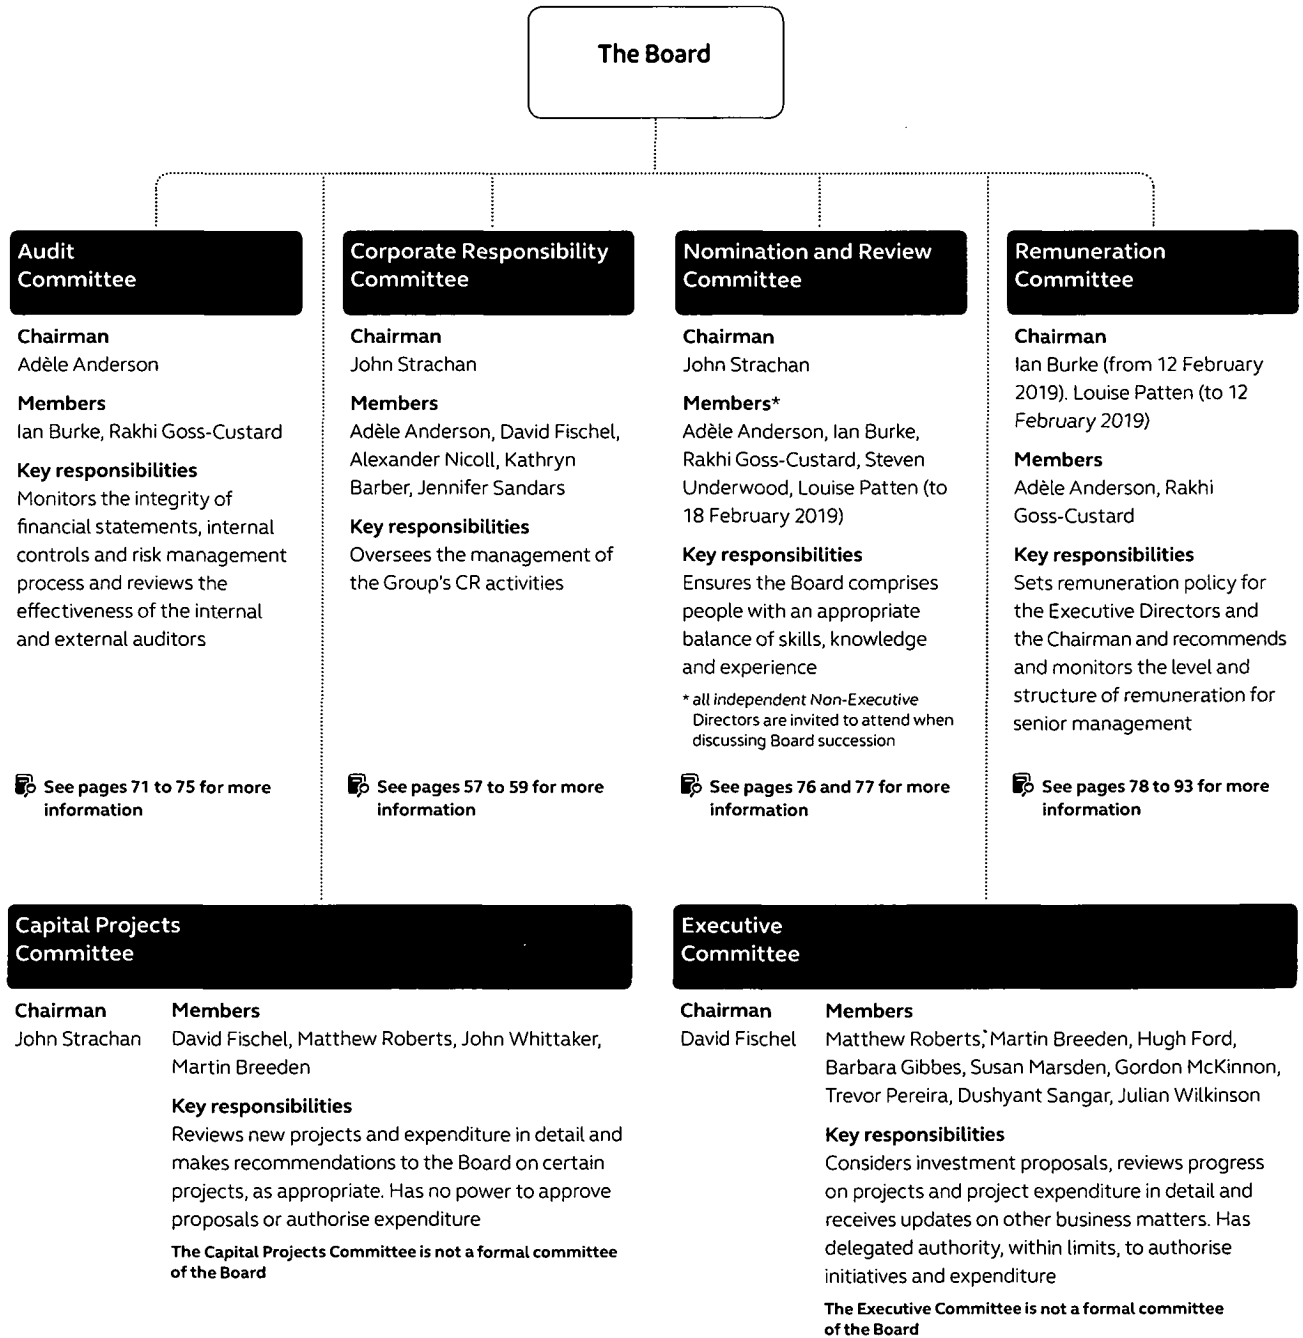 The Board
Audit
Committee
Chairman
Adèle Anderson
Members
Ian Burke, Rakhi Goss-Custard
Key responsibilities
Monitors the integrity of
financial statements, internal
controls and risk management
process and reviews the
effectiveness of the internal
and external auditors
See pages 71 to 75 for more
information
Corporate Responsibility
Committee
Chairman
John Strachan
Members
Adèle Anderson, David Fischel,
Alexander Nicoll, Kathryn
Barber, Jennifer Sandars
Key responsibilities
Oversees the management of
the Group's CR activities
See pages 57 to 59 for more
information
Nomination and Review
Committee
Chairman
John Strachan
Members*
Adèle Anderson, Ian Burke,
Rakhi Goss-Custard, Steven
Underwood, Louise Patten (to
18 February 2019)
Key responsibilities
Ensures the Board comprises
people with an appropriate
balance of skills, knowledge
and experience
* all independent Non-Executive
Directors are invited to attend when
discussing Board succession
See pages 76 and 77 for more
information
Remuneration
Committee
Chairman
Ian Burke (from 12 February
2019). Louise Patten (to 12
February 2019)
Members
Adèle Anderson, Rakhi
Goss-Custard
Key responsibilities
Sets remuneration policy for
the Executive Directors and
the Chairman and recommends
and monitors the level and
structure of remuneration for
senior management
See pages 78 to 93 for more
information
Capital Projects
Committee
Chairman
John Strachan
Members
David Fischel, Matthew Roberts, John Whittaker,
Martin Breeden
Key responsibilities
Reviews new projects and expenditure in detail and
makes recommendations to the Board on certain
projects, as appropriate. Has no power to approve
proposals or authorise expenditure
The Capital Projects Committee is not a formal committee
of the Board
Executive
Committee
Chairman
David Fischel
Members
Matthew Roberts, Martin Breeden, Hugh Ford,
Barbara Gibbes, Susan Marsden, Gordon McKinnon,
Trevor Pereira, Dushyant Sangar, Julian Wilkinson
Key responsibilities
Considers investment proposals, reviews progress
on projects and project expenditure in detail and
receives updates on other business matters. Has
delegated authority, within limits, to authorise
initiatives and expenditure
The Executive Committee is not a formal committee
of the Board